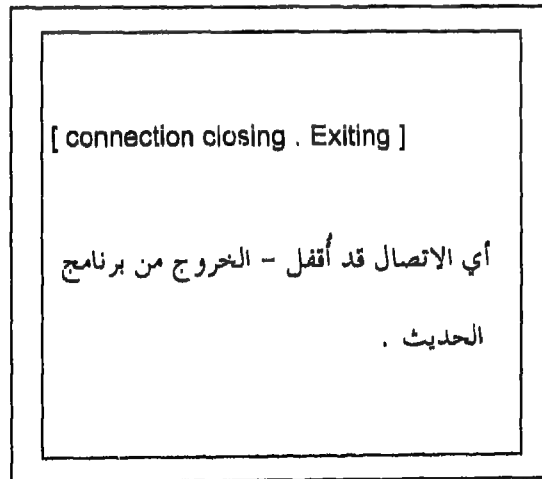 [ connection closing . Exiting ]
أي الاتصال قد أُقفل – الخروج من برنامج
الحديث .